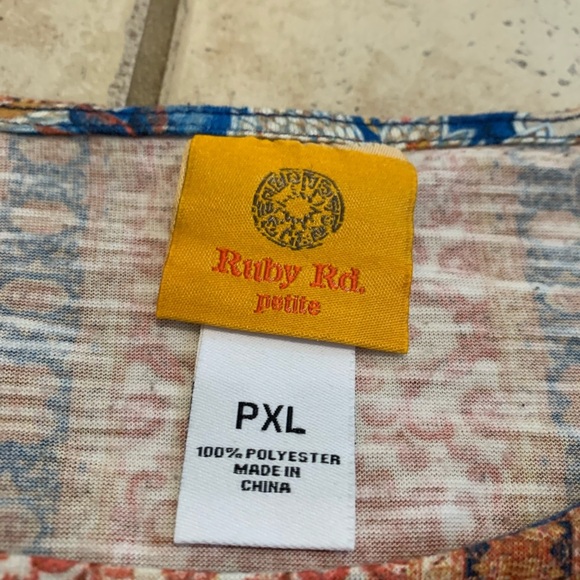 Ruby Rd.
petite
PXL
100% POLYESTER
MADE IN
CHINA